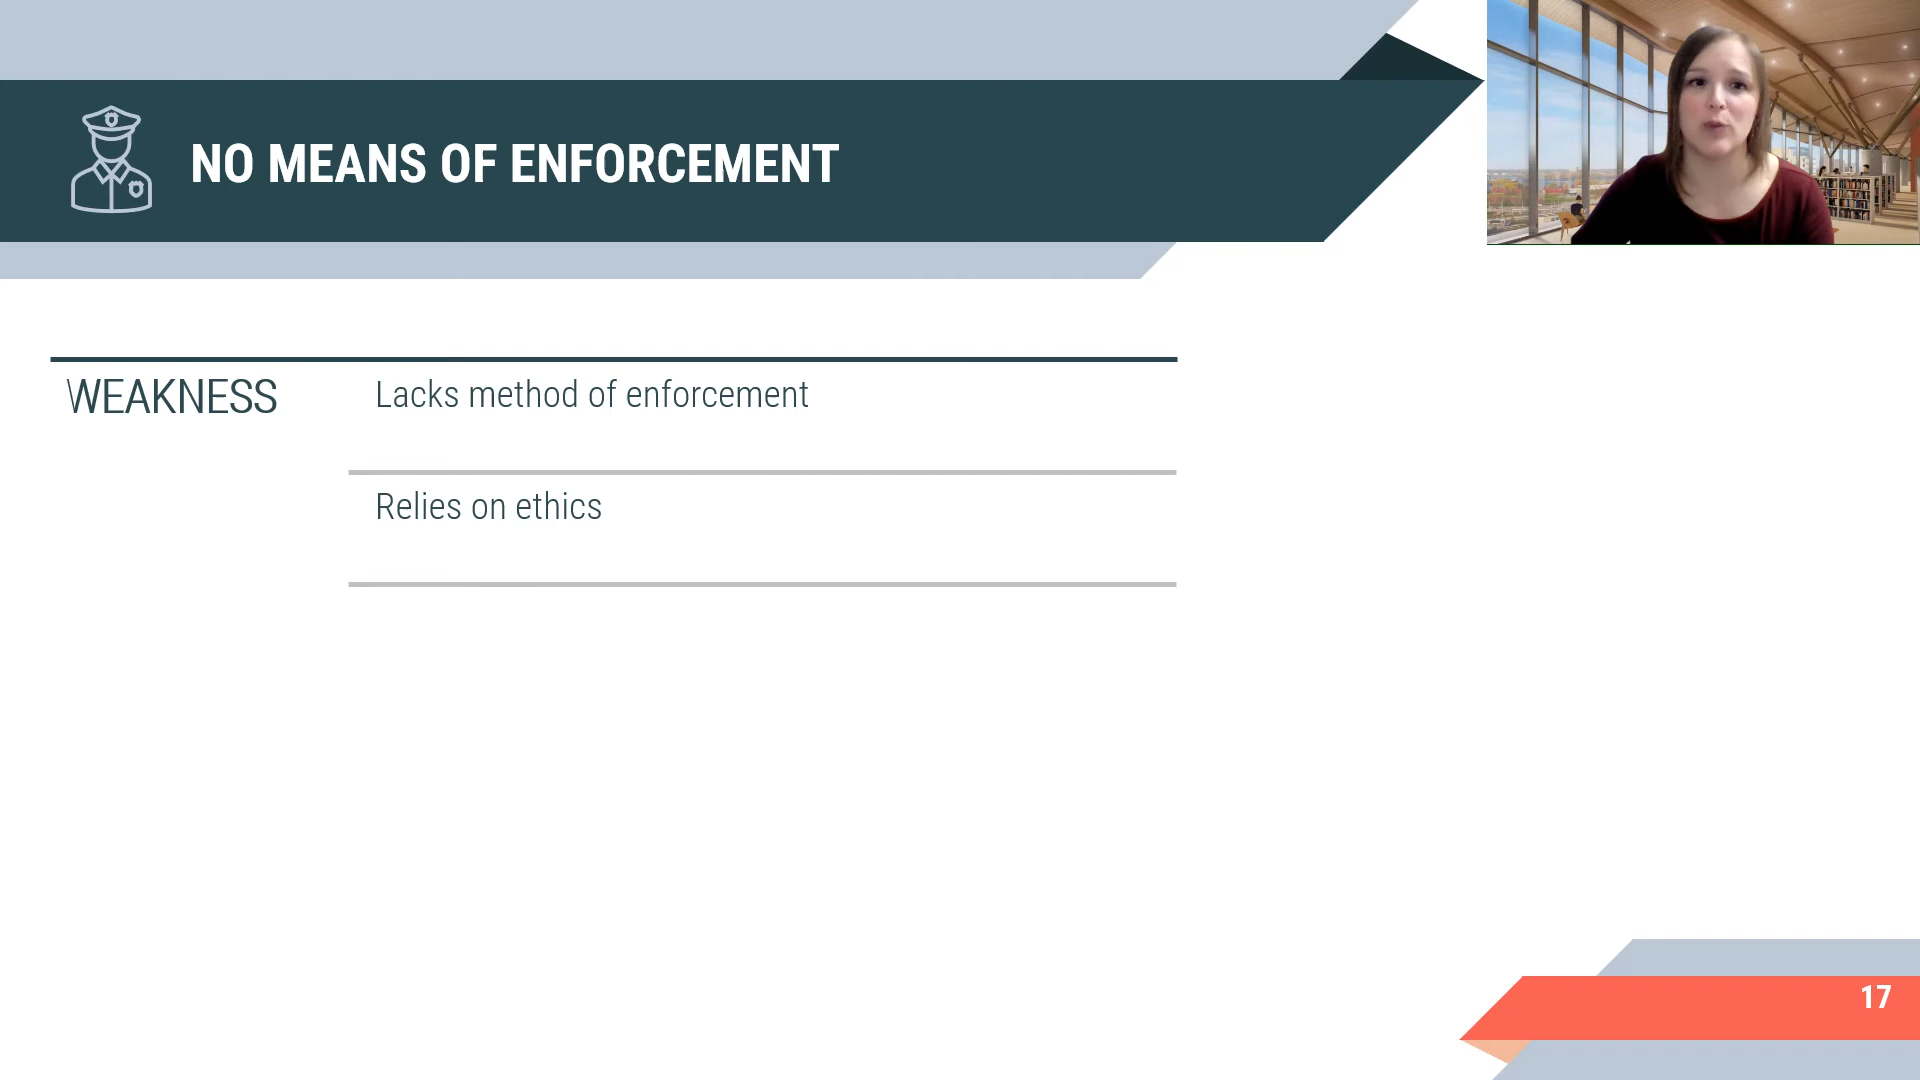 NO MEANS OF ENFORCEMENT
WEAKNESS
Lacks method of enforcement
Relies on ethics
17